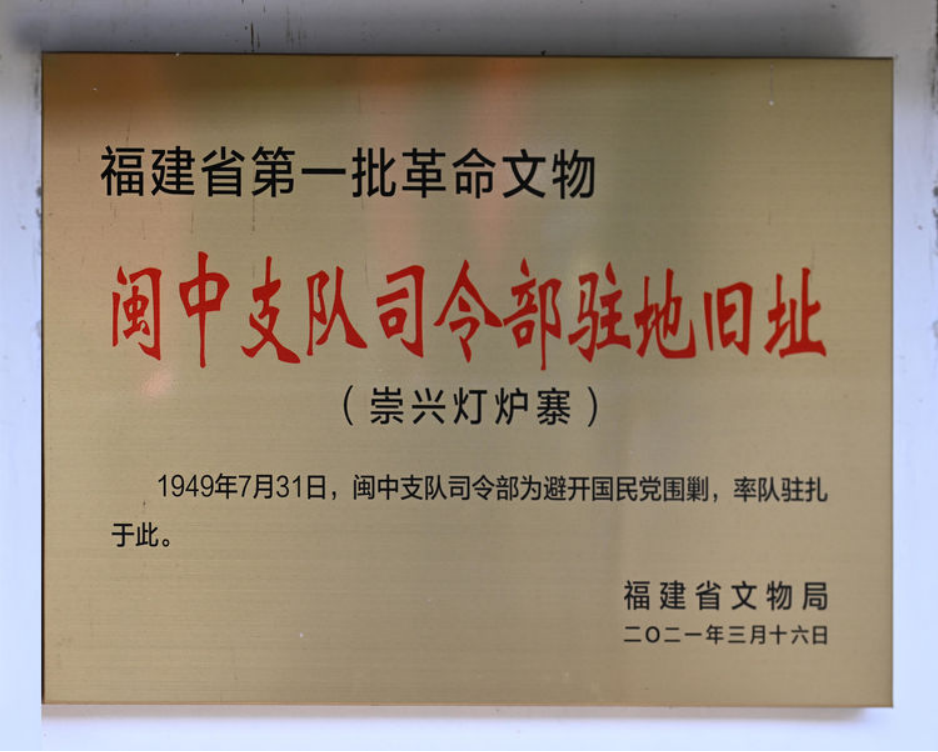 福建省第一批革命文物
闽中支队司令部驻地旧址
（崇兴灯炉寨）
1949年7月31日，闽中支队司令部为避开国民党围剿，率队驻扎
于此。
福建省文物局
二〇二一年三月十六日